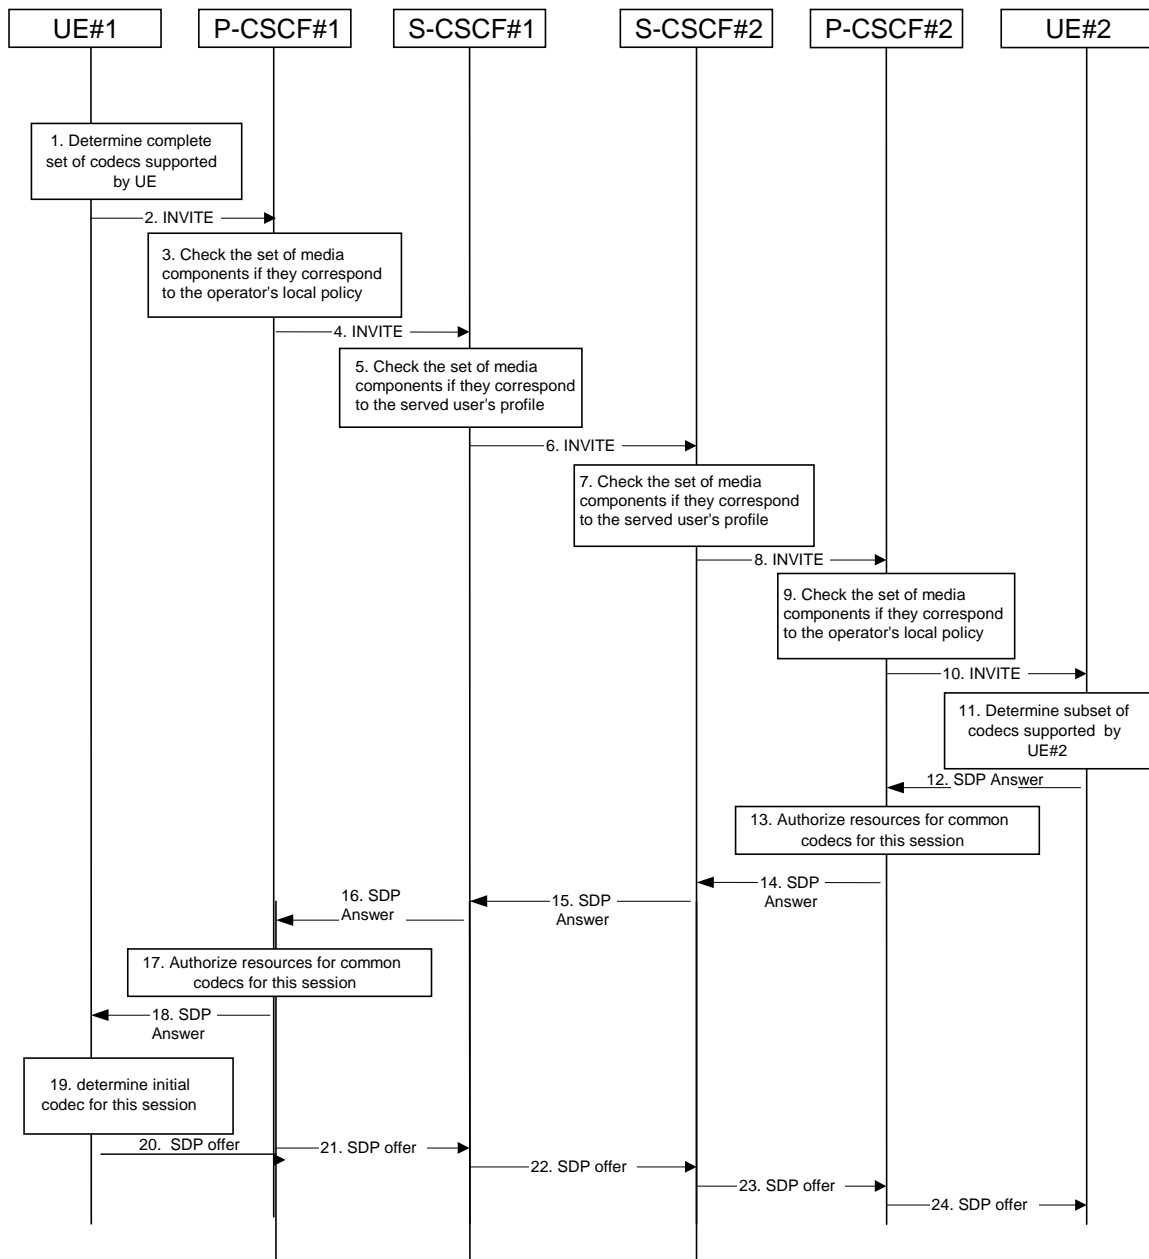 UE#1
P-CSCF#1
S-CSCF#1
S-CSCF#2
P-CSCF#2
UE#2
1. Determine complete
set of codecs supported
by UE
2. INVITE
3. Check the set of media
components if they correspond
to the operator's local policy
4. INVITE
5. Check the set of media
components if they correspond
to the served user's profile
6. INVITE
7. Check the set of media
components if they correspond
to the served user's profile
8. INVITE
9. Check the set of media
components if they correspond
to the operator's local policy
10. INVITE
11. Determine subset of
codecs supported by
UE#2
12. SDP Answer
13. Authorize resources for common
codecs for this session
14. SDP
Answer
15. SDP
Answer
16. SDP
Answer
17. Authorize resources for common
codecs for this session
18. SDP
Answer
19. determine initial
codec for this session
20. SDP offer
21. SDP offer
22. SDP offer
23. SDP offer
24. SDP offer